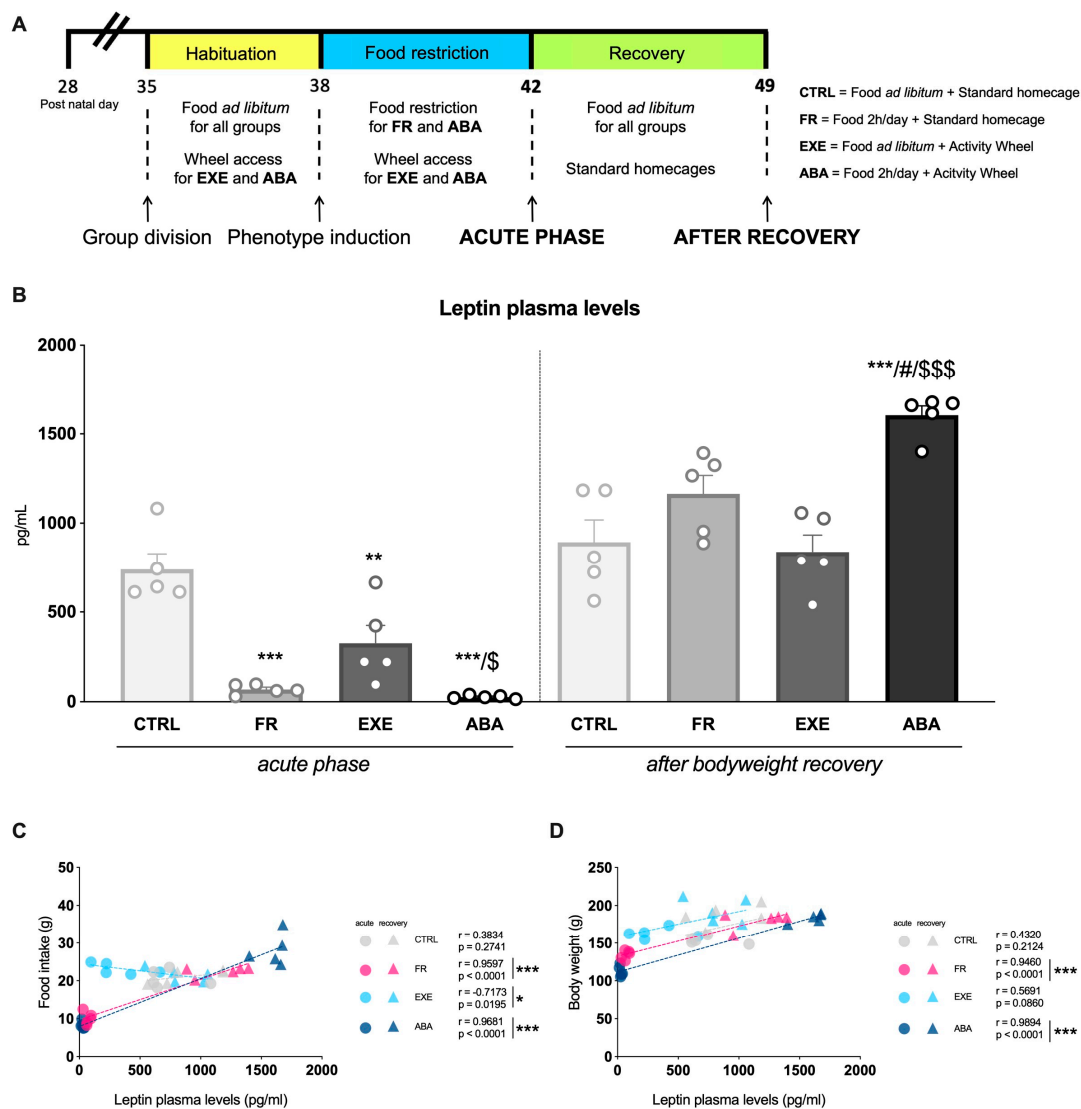 A
Habituation
Food restriction
Recovery
28
35
38
42
49
Post natal day
Food ad libitum
for all groups
Food restriction
for FR and ABA
Food ad libitum
for all groups
Wheel access
for EXE and ABA
Wheel access
for EXE and ABA
Standard homecages
CTRL = Food ad libitum + Standard homecage
FR = Food 2h/day + Standard homecage
EXE = Food ad libitum + Activity Wheel
ABA = Food 2h/day + Acitvity Wheel
Group division
Phenotype induction
ACUTE PHASE
AFTER RECOVERY
B
Leptin plasma levels
pg/mL
2000
1500
1000
500
0
***
**
***/$
***/#/$$$
CTRL
FR
EXE
ABA
CTRL
FR
EXE
ABA
acute phase
after bodyweight recovery
C
Food intake (g)
50
40
30
20
10
0
0
500
1000
1500
2000
Leptin plasma levels (pg/ml)
acute recovery
CTRL
r = 0.3834
p = 0.2741
FR
r = 0.9597
p < 0.0001
***
EXE
r = -0.7173
p = 0.0195
*
ABA
r = 0.9681
p < 0.0001
***
D
Body weight (g)
250
200
150
100
50
0
0
500
1000
1500
2000
Leptin plasma levels (pg/ml)
acute recovery
CTRL
r = 0.4320
p = 0.2124
FR
r = 0.9460
p < 0.0001
***
EXE
r = 0.5691
p = 0.0860
ABA
r = 0.9894
p < 0.0001
***